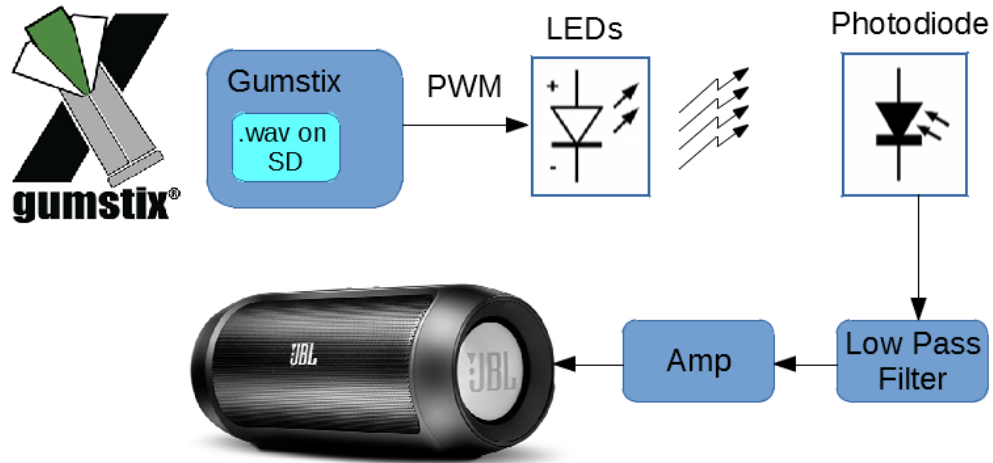 LEDs
Photodiode
Gumstix
PWM
.wav on
SD
+
-
gumstix®
Low Pass
Filter
Amp
JBL
JBL